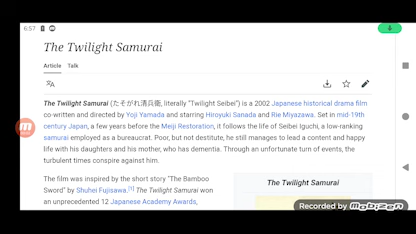 6:57
The Twilight Samurai
Article Talk
The Twilight Samurai (たそがれ清兵衛, literally "Twilight Seibei") is a 2002 Japanese historical drama film
co-written and directed by Yoji Yamada and starring Hiroyuki Sanada and Rie Miyazawa. Set in mid-19th
century Japan, a few years before the Meiji Restoration, it follows the life of Seibei Iguchi, a low-ranking
samurai employed as a bureaucrat. Poor, but not destitute, he still manages to lead a content and happy
life with his daughters and his mother, who has dementia. Through an unfortunate turn of events, the
turbulent times conspire against him.
The film was inspired by the short story "The Bamboo
Sword" by Shuhei Fujisawa.[1] The Twilight Samurai won
an unprecedented 12 Japanese Academy Awards,
The Twilight Samurai
Recorded by Mobizen